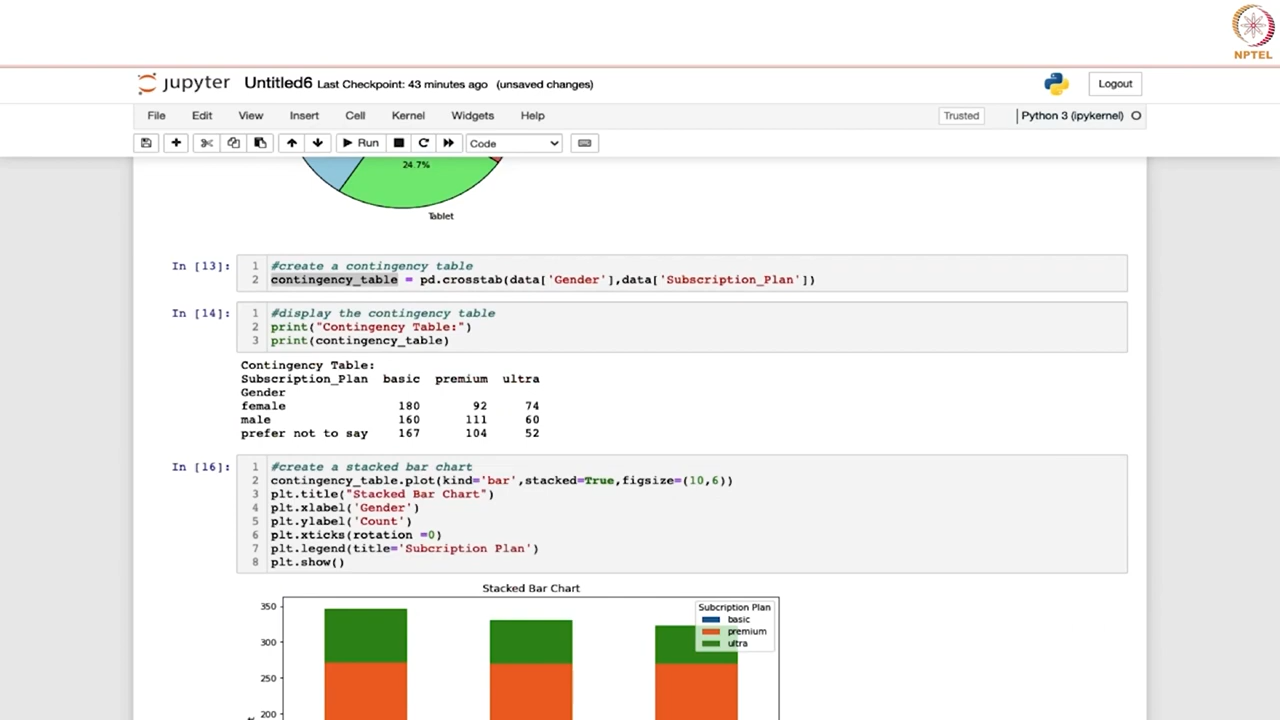 NPTEL
jupyter Untitled6 Last Checkpoint: 43 minutes ago (unsaved changes)
Logout
File Edit View Insert Cell Kernel Widgets Help
Trusted
Python 3 (ipykernel)
Run
Code
24.7%
Tablet
In [13]:
1 #create a contingency table
2 contingency_table = pd.crosstab(data['Gender'],data['Subscription_Plan'])
In [14]:
1 #display the contingency table
2 print("Contingency Table:")
3 print(contingency_table)
Contingency Table:
Subscription_Plan basic premium ultra
Gender
female 180 92 74
male 160 111 60
prefer not to say 167 104 52
In [16]:
1 #create a stacked bar chart
2 contingency_table.plot(kind='bar',stacked=True,figsize=(10,6))
3 plt.title("Stacked Bar Chart")
4 plt.xlabel('Gender')
5 plt.ylabel('Count')
6 plt.xticks(rotation =0)
7 plt.legend(title='Subcription Plan')
8 plt.show()
Stacked Bar Chart
350
300
250
200
Subcription Plan
basic
premium
ultra